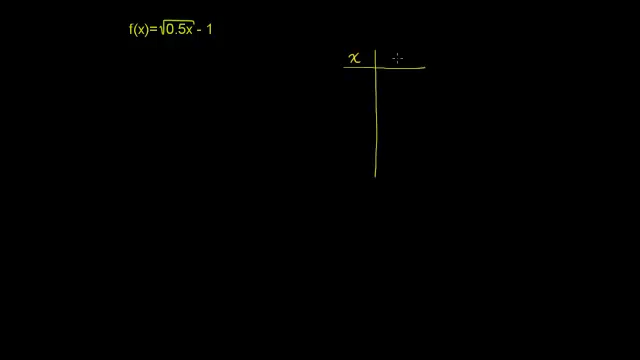 f(x)=√0.5x - 1
x